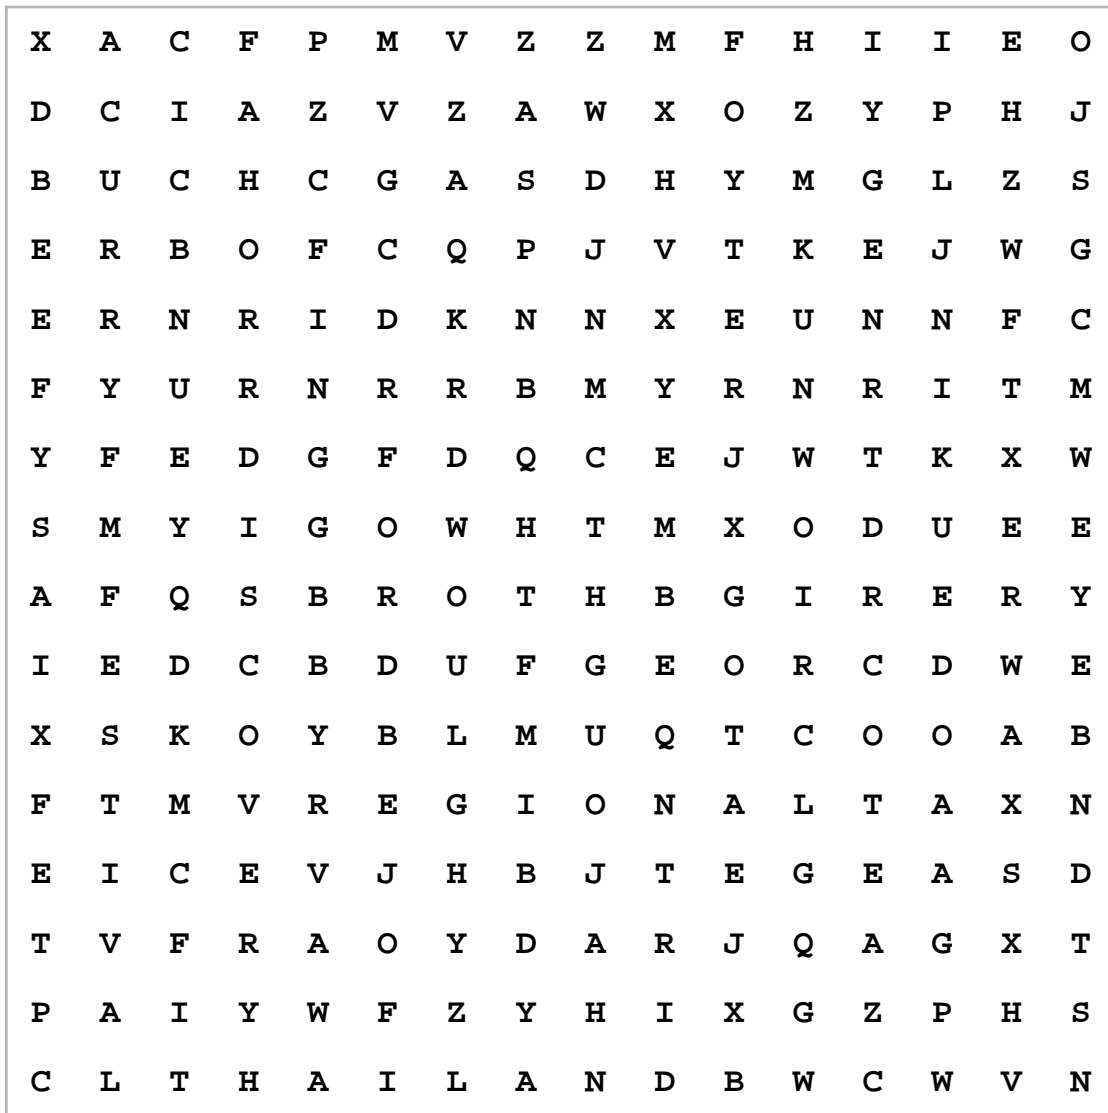 X A C F P M V Z Z M F H I I E O
D C I A Z V Z A W X O Z Y P H J
B U C H C G A S D H Y M G L Z S
E R B O F C Q P J V T K E J W G
E R N R I D K N N X E U N N F C
F Y U R N R R B M Y R N R I T M
Y F E D G F D Q C E J W T K X W
S M Y I G O W H T M X O D U E E
A F Q S B R O T H B G I R E R Y
I E D C B D U F G E O R C D W E
X S K O Y B L M U Q T C O O A B
F T M V R E G I O N A L T A X N
E I C E V J H B J T E G E A S D
T V F R A O Y D A R J Q A G X T
P A I Y W F Z Y H I X G Z P H S
C L T H A I L A N D B W C W V N